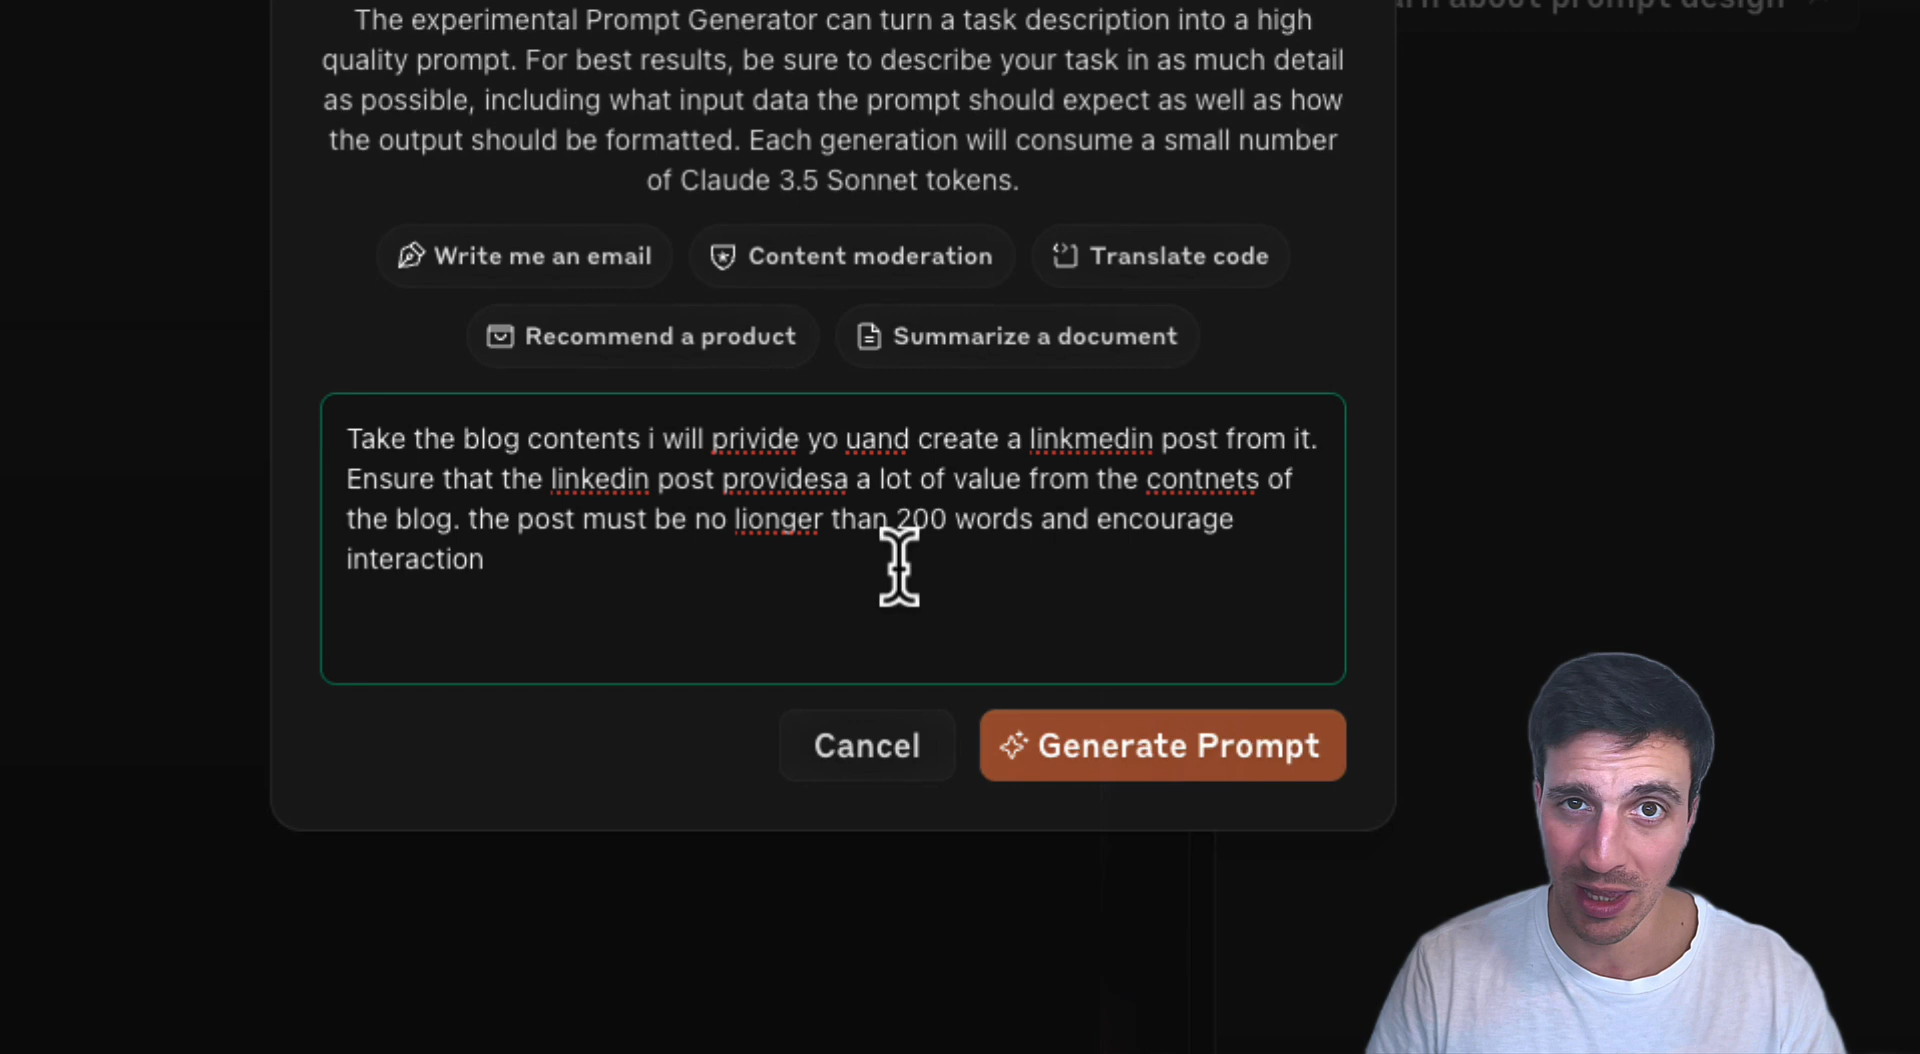 about prompt design
The experimental Prompt Generator can turn a task description into a high
quality prompt. For best results, be sure to describe your task in as much detail
as possible, including what input data the prompt should expect as well as how
the output should be formatted. Each generation will consume a small number
of Claude 3.5 Sonnet tokens.
Write me an email
Content moderation
Translate code
Recommend a product
Summarize a document
Take the blog contents i will privide yo uand create a linkmedin post from it.
Ensure that the linkedin post providesa a lot of value from the contnets of
the blog. the post must be no lionger than 200 words and encourage
interaction
Cancel
Generate Prompt